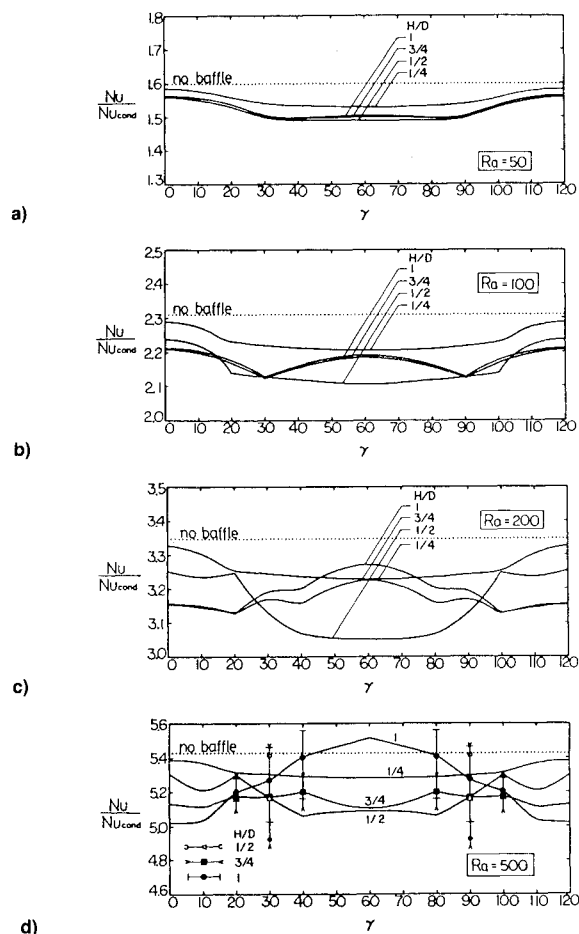 1.8
1.7
1.6
1.5
1.4
1.3
no baffle
Nu
Nucond
H/D
1
3/4
1/2
1/4
Ra=50
0 10 20 30 40 50 60 70 80 90 100 110 120
γ
a)
2.5
2.4
2.3
2.2
2.1
2.0
no baffle
Nu
Nucond
H/D
1
3/4
1/2
1/4
Ra=100
0 10 20 30 40 50 60 70 80 90 100 110 120
γ
b)
3.5
3.4
3.3
3.2
3.1
3.0
no baffle
Nu
Nucond
H/D
1
3/4
1/2
1/4
Ra=200
0 10 20 30 40 50 60 70 80 90 100 110 120
γ
c)
5.6
5.4
5.2
5.0
4.8
4.6
no baffle
Nu
Nucond
1
1/4
3/4
1/2
H/D
1/2
3/4
1
Ra=500
0 10 20 30 40 50 60 70 80 90 100 110 120
γ
d)